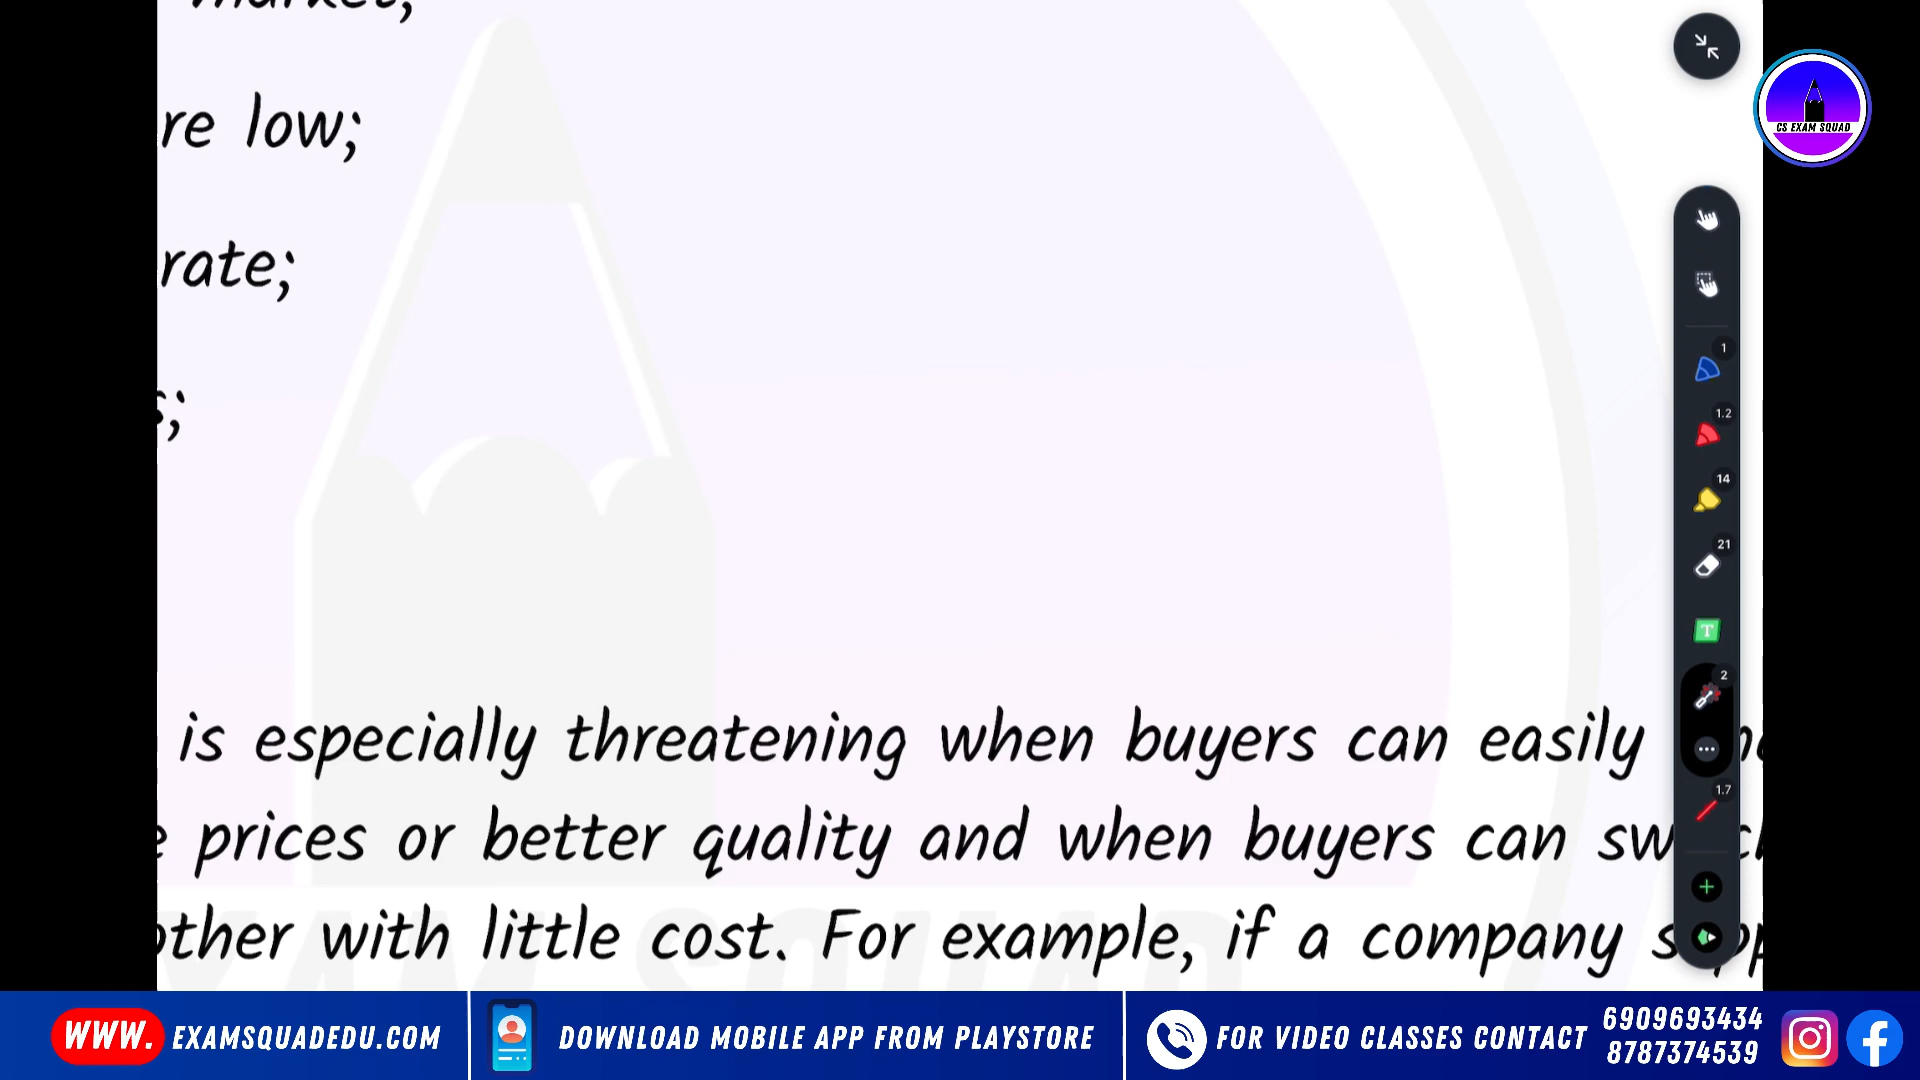 market;
re low;
rate;
s;
is especially threatening when buyers can easily
prices or better quality and when buyers can
other with little cost. For example, if a company
CS EXAM SQUAD
1
1.2
14
21
T
2
1.7
WWW. EXAMSQUADEDU.COM
DOWNLOAD MOBILE APP FROM PLAYSTORE
FOR VIDEO CLASSES CONTACT
6909693434
8787374539